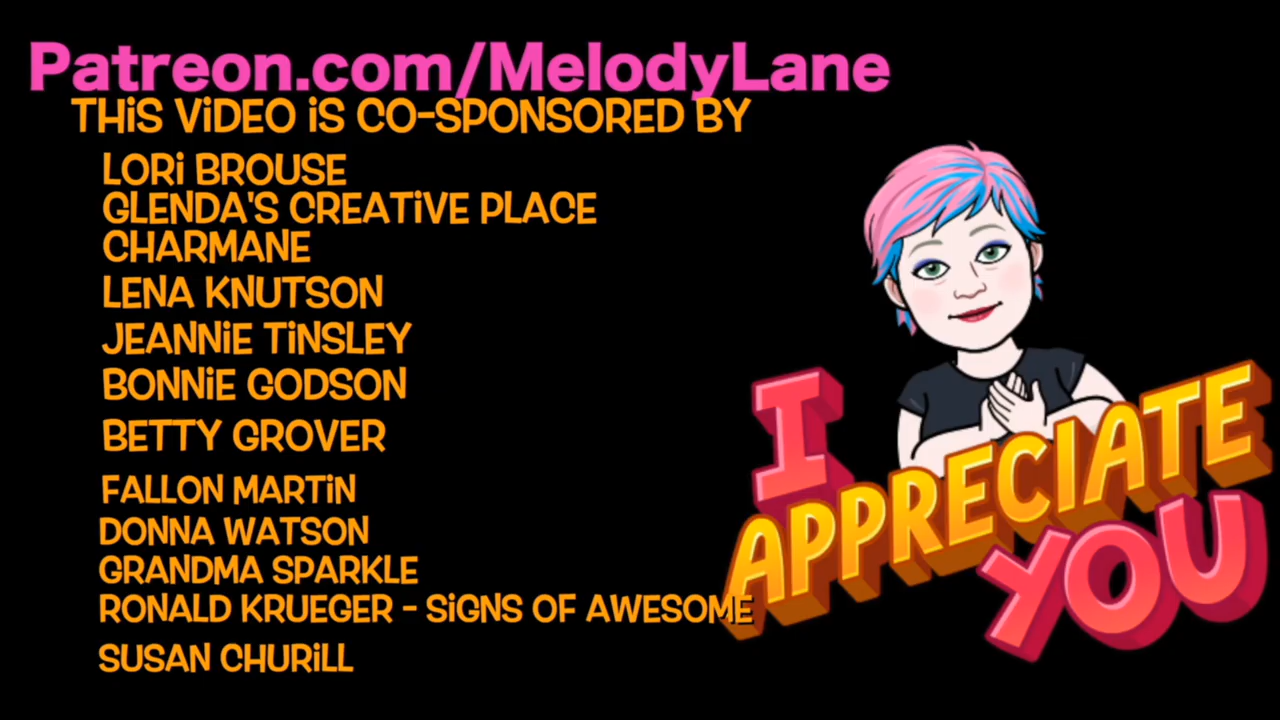 Patreon.com/MelodyLane
THiS ViDEO iS CO-SPONSORED BY
LORi BROUSE
GLENDA'S CREATiVE PLACE
CHARMANE
LENA KNUTSON
JEANNiE TiNSLEY
BONNiE GODSON
BETTY GROVER
FALLON MARTiN
DONNA WATSON
GRANDMA SPARKLE
RONALD KRUEGER - SiGNS OF AWESOME
SUSAN CHURiLL
I
APPRECIATE
YOU